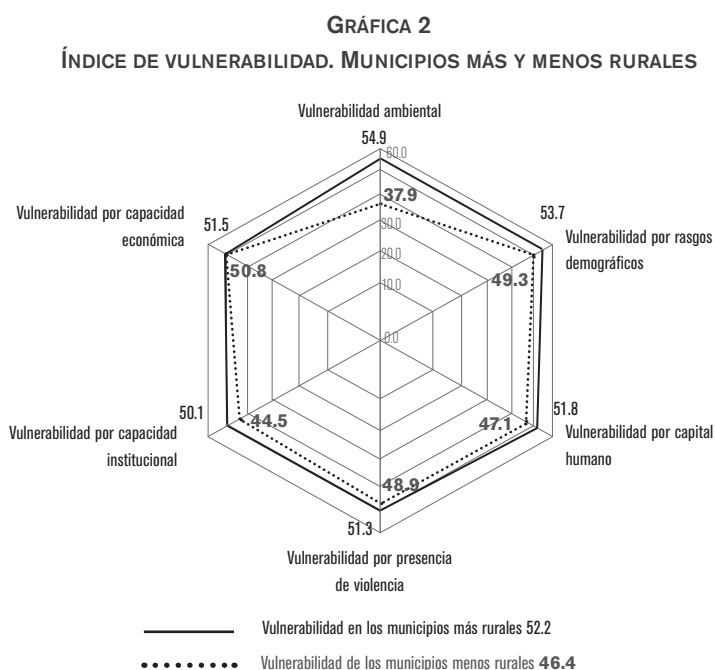 GRÁFICA 2
ÍNDICE DE VULNERABILIDAD. MUNICIPIOS MÁS Y MENOS RURALES
Vulnerabilidad ambiental
54.9
60.0
37.9
30.0
20.0
10.0
0.0
53.7
Vulnerabilidad por rasgos
demográficos
49.3
51.8
Vulnerabilidad por capital
humano
47.1
48.9
51.3
Vulnerabilidad por presencia
de violencia
50.1
Vulnerabilidad por capacidad
institucional
44.5
51.5
Vulnerabilidad por capacidad
económica
50.8
Vulnerabilidad en los municipios más rurales 52.2
Vulnerabilidad de los municipios menos rurales 46.4